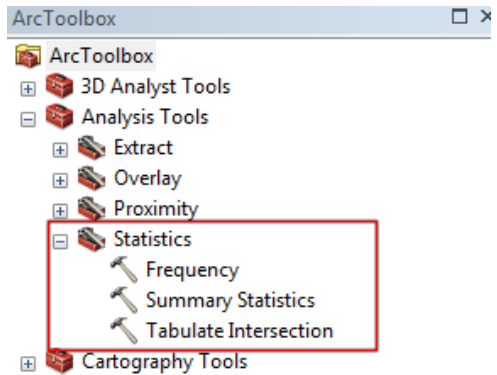 ArcToolbox
ArcToolbox
3D Analyst Tools
Analysis Tools
Extract
Overlay
Proximity
Statistics
Frequency
Summary Statistics
Tabulate Intersection
Cartography Tools